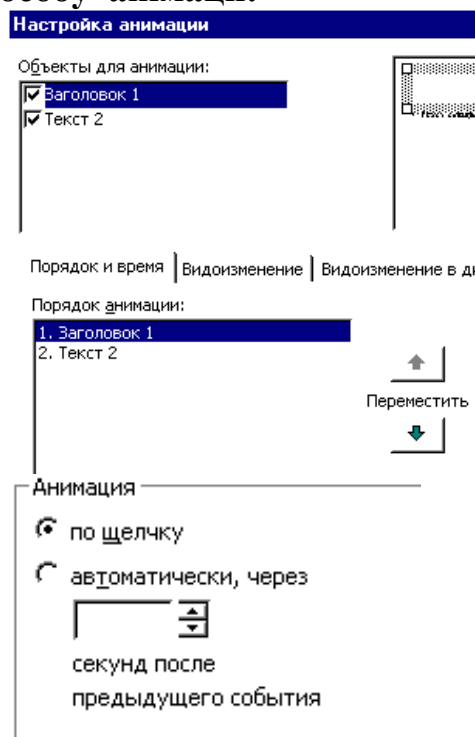 Настройка анимации
Объекты для анимации:
Заголовок 1
Текст 2
Порядок и время Видоизменение Видоизменение в
Порядок анимации:
1. Заголовок 1
2. Текст 2
Переместить
Анимация
по щелчку
автоматически, через
секунд после
предыдущего события